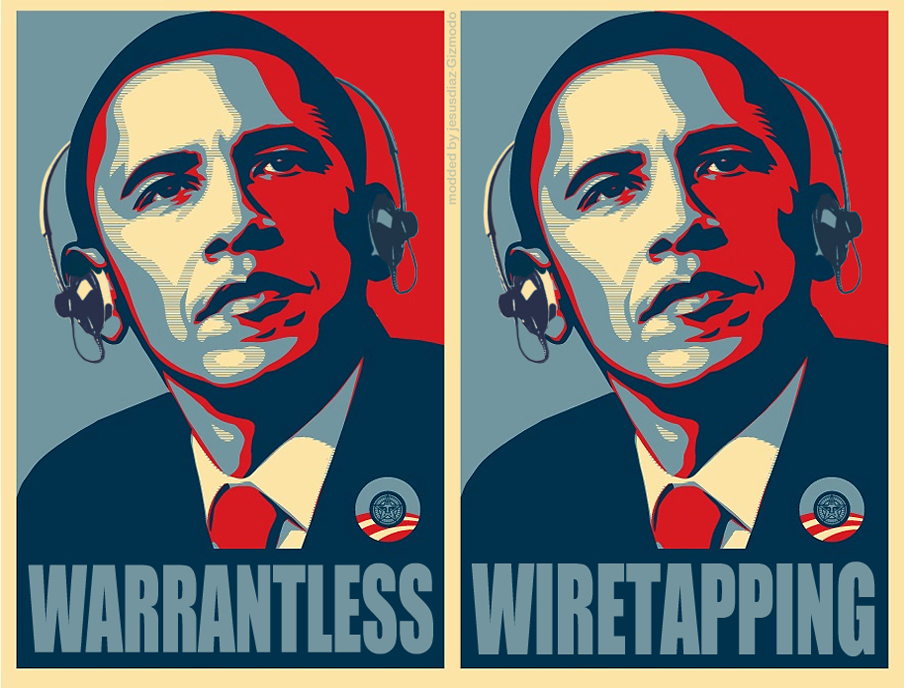 modded by jesusdiaz-Gizmodo
WARRANTLESS
WIRETAPPING